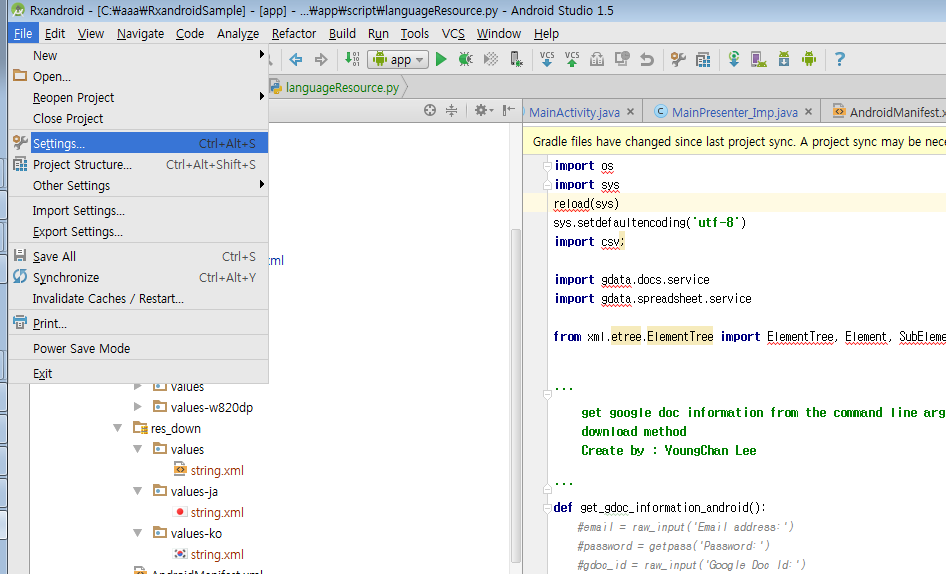 Rxandroid - [C:₩aaa₩RxandroidSample] - [app] - ...₩app₩script₩languageResource.py - Android Studio 1.5
File Edit View Navigate Code Analyze Refactor Build Run Tools VCS Window Help
app
VCS VCS
New
Open...
Reopen Project
Close Project
Settings... Ctrl+Alt+S
Project Structure... Ctrl+Alt+Shift+S
Other Settings
Import Settings...
Export Settings...
Save All Ctrl+S
Synchronize Ctrl+Alt+Y
Invalidate Caches / Restart...
Print...
Power Save Mode
Exit
languageResource.py
ml
values
values-w820dp
res_down
values
string.xml
values-ja
string.xml
values-ko
string.xml
AndroidManifest.xml
MainActivity.java MainPresenter_Imp.java AndroidManifest.x
Gradle files have changed since last project sync. A project sync may be nece
import os
import sys
reload(sys)
sys.setdefaultencoding('utf-8')
import csv;
import gdata.docs.service
import gdata.spreadsheet.service
from xml.etree.ElementTree import ElementTree, Element, SubEleme
'''
get google doc information from the command line arg
download method
Create by : YoungChan Lee
'''
def get_gdoc_information_android():
#email = raw_input('Email address:')
#password = getpass('Password:')
#gdoc_id = raw_input('Google Doc Id:')